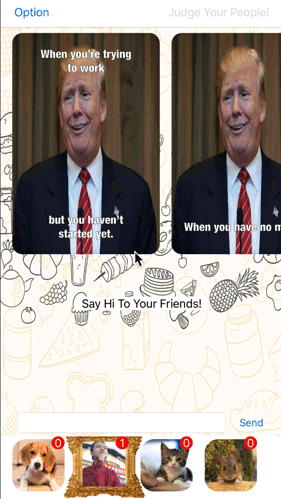 Option
Judge Your People!
When you're trying
to work
but you haven't
started yet.
When you have no m
Say Hi To Your Friends!
Send
0
1
0
0